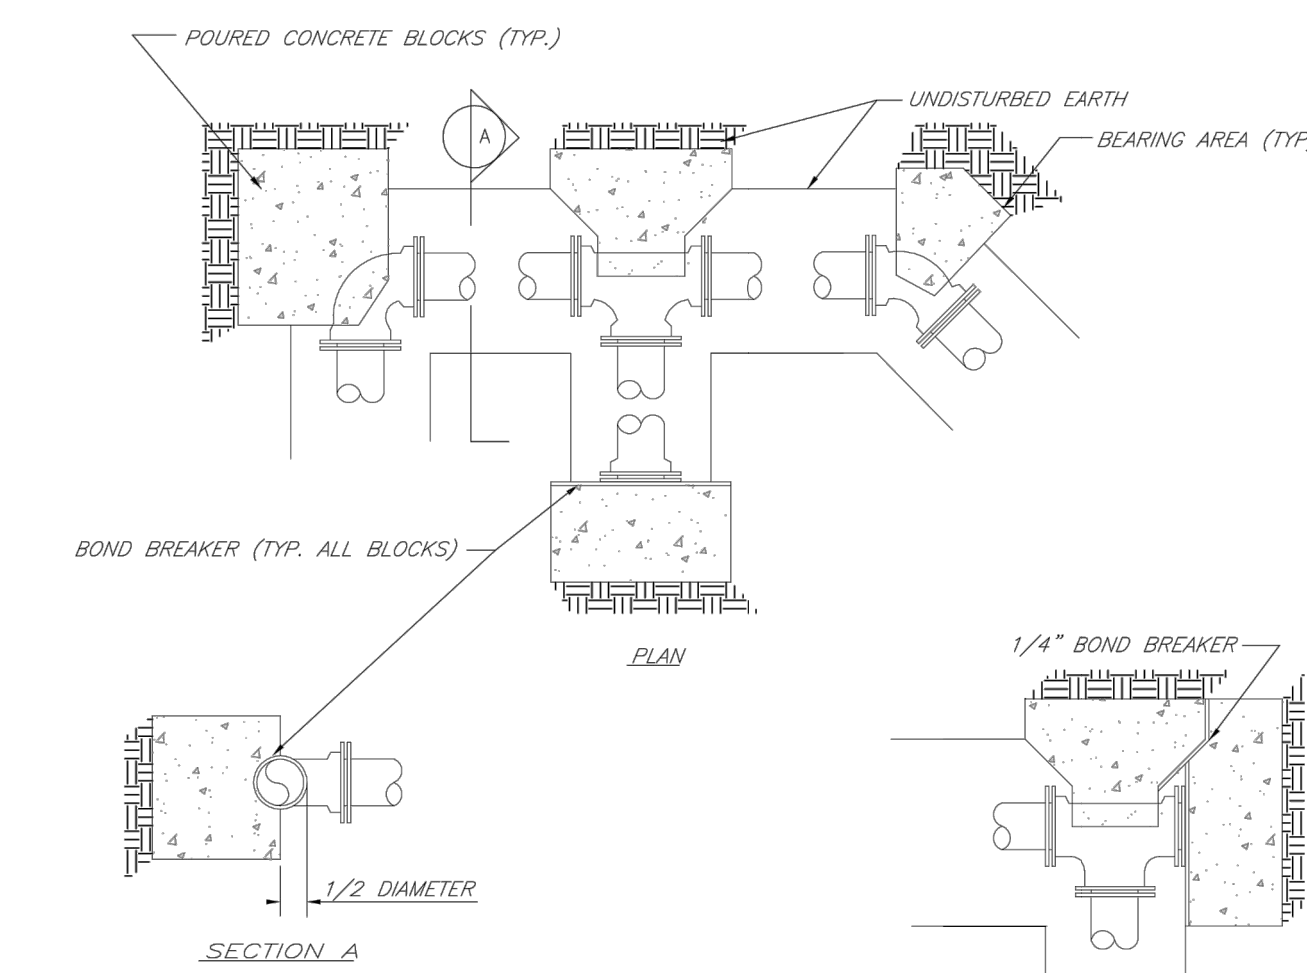 POURED CONCRETE BLOCKS (TYP.)
A
UNDISTURBED EARTH
BEARING AREA (TYP
BOND BREAKER (TYP. ALL BLOCKS)
PLAN
1/4" BOND BREAKER
1/2 DIAMETER
SECTION A